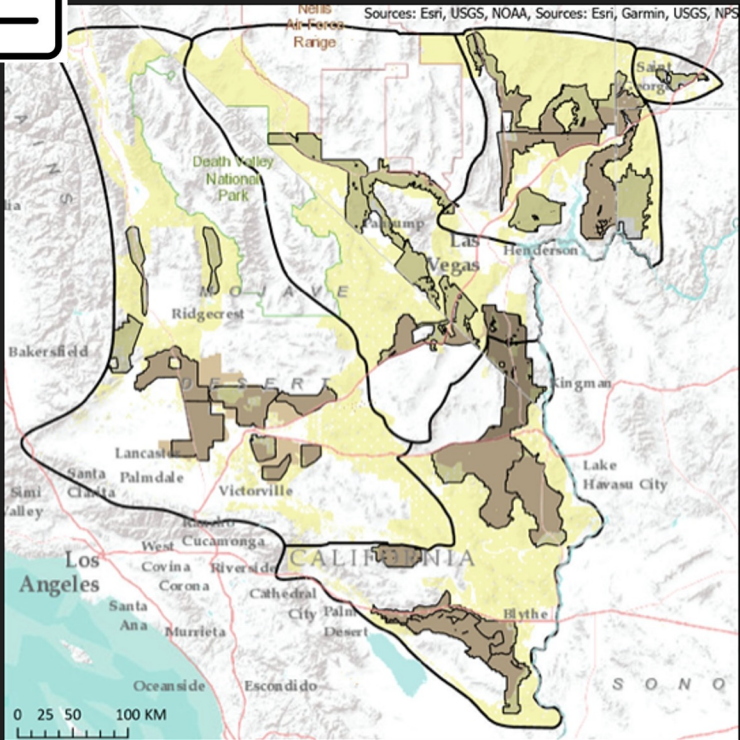 Nellis
Air Force
Range
Sources: Esri, USGS, NOAA, Sources: Esri, Garmin, USGS, NPS
Saint
George
Death Valley
National
Park
Pahrump
Las
Vegas
Henderson
MOJAVE
Ridgecrest
Bakersfield
DESERT
Kingman
Lancaster
Palmdale
Santa
Clarita
Lake
Havasu City
Simi
Valley
Victorville
Rancho
Cucamonga
West
Covina
CALIFORNIA
Los
Angeles
Riverside
Corona
Cathedral
City
Palm
Desert
Blythe
Santa
Ana
Murrieta
Oceanside
Escondido
SONO
0 25 50 100 KM